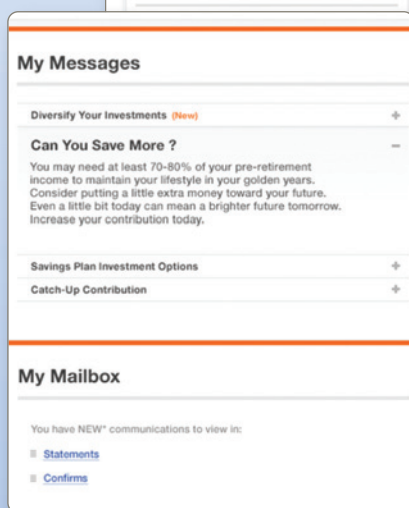 My Messages
Diversify Your Investments (New)
Can You Save More ?
You may need at least 70-80% of your pre-retirement
income to maintain your lifestyle in your golden years.
Consider putting a little extra money toward your future.
Even a little bit today can mean a brighter future tomorrow.
Increase your contribution today.
Savings Plan Investment Options
Catch-Up Contribution
My Mailbox
You have NEW* communications to view in:
Statements
Confirms